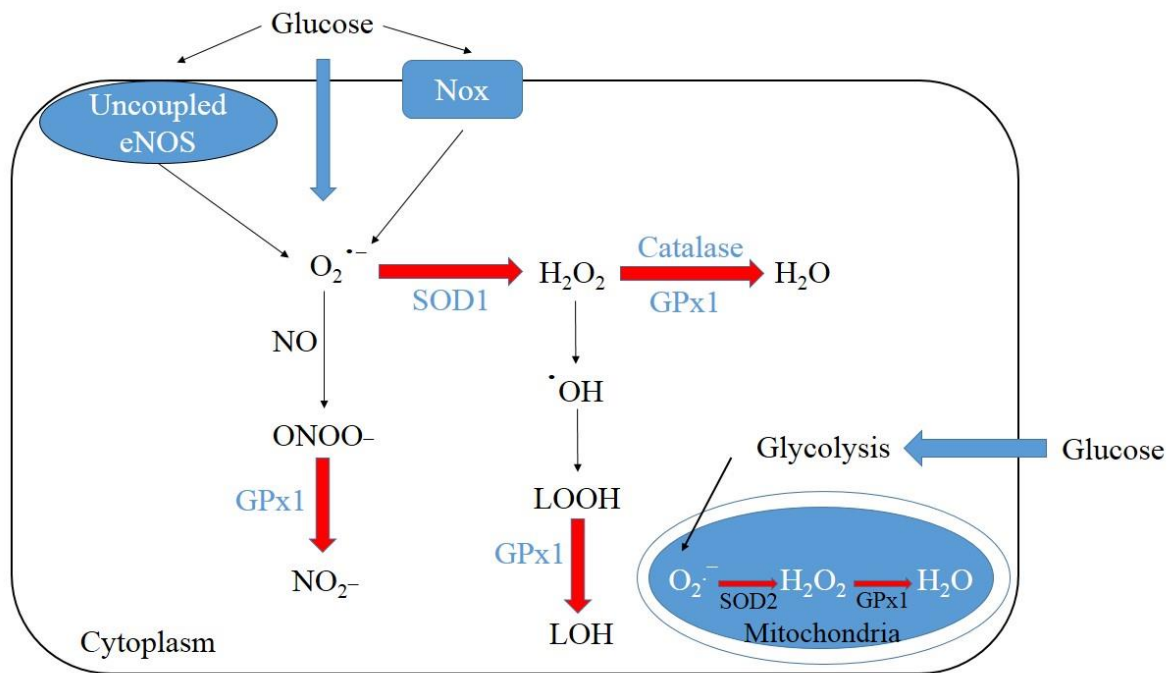 Glucose
Uncoupled
eNOS
Nox
O₂˙⁻
SOD1
H₂O₂
Catalase
GPx1
H₂O
NO
˙OH
ONOO–
GPx1
NO₂–
LOOH
GPx1
LOH
Glycolysis
Glucose
O₂˙⁻
SOD2
H₂O₂
GPx1
H₂O
Mitochondria
Cytoplasm